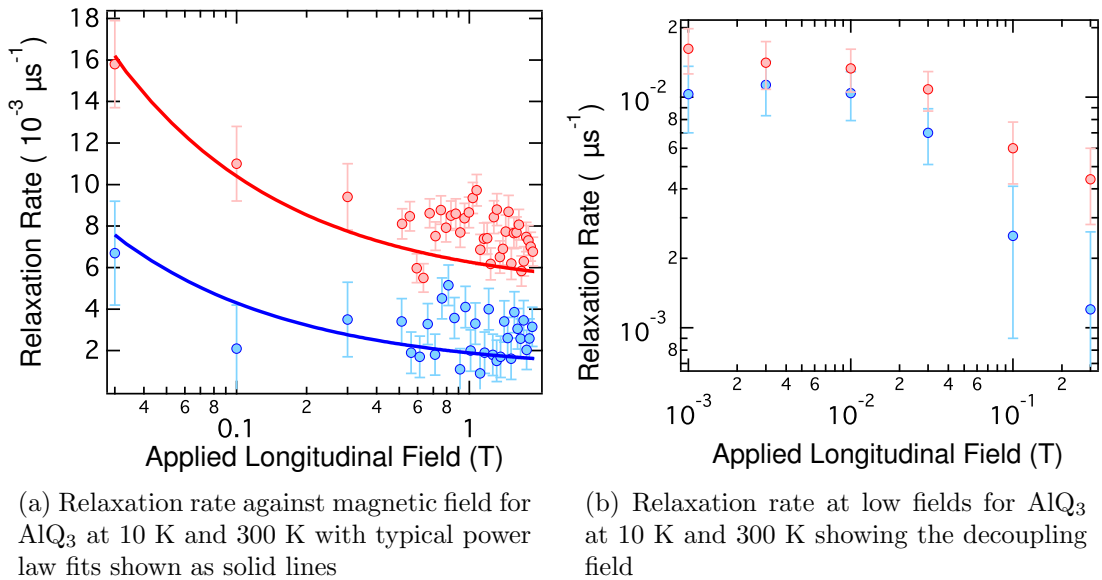 18
16
14
12
10
8
6
4
2
Relaxation Rate ( 10⁻³ µs⁻¹)
4 6 8 0.1 2 4 6 8 1
Applied Longitudinal Field (T)
(a) Relaxation rate against magnetic field for
AlQ₃ at 10 K and 300 K with typical power
law fits shown as solid lines
2
10⁻²
8
6
4
2
10⁻³
8
Relaxation Rate ( µs⁻¹)
10⁻³ 2 4 6 8 10⁻² 2 4 6 8 10⁻¹ 2
Applied Longitudinal Field (T)
(b) Relaxation rate at low fields for AlQ₃
at 10 K and 300 K showing the decoupling
field